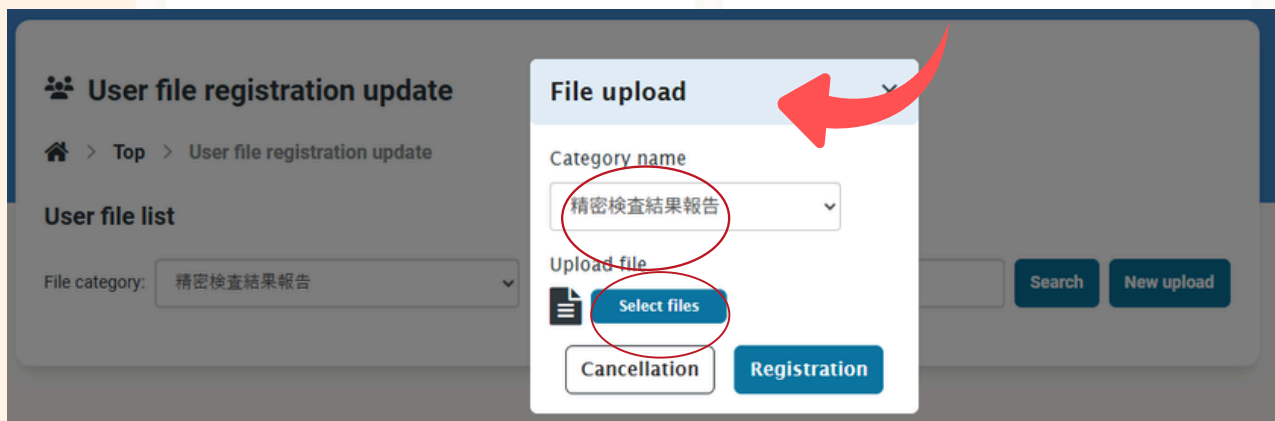 User file registration update
Top > User file registration update
User file list
File category: 精密検査結果報告
Search
New upload
File upload
Category name
精密検査結果報告
Upload file
Select files
Cancellation
Registration